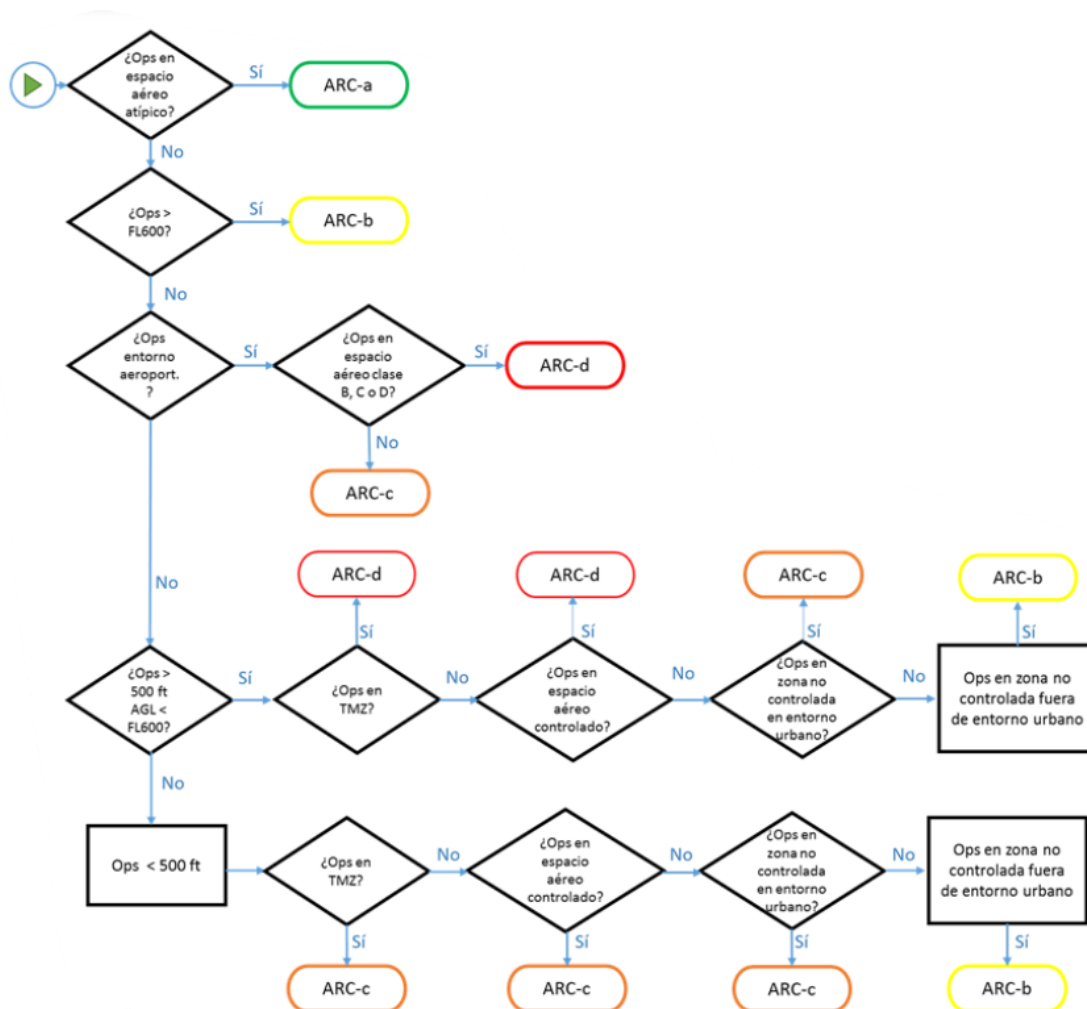 ¿Ops en
espacio
aéreo
atípico?
Sí
ARC-a
No
¿Ops >
FL600?
Sí
ARC-b
No
¿Ops
entorno
aeroport.
?
Sí
¿Ops en
espacio
aéreo clase
B, C o D?
Sí
ARC-d
No
ARC-c
No
¿Ops >
500 ft
AGL <
FL600?
Sí
¿Ops en
TMZ?
Sí
ARC-d
No
¿Ops en
espacio
aéreo
controlado?
Sí
ARC-d
No
¿Ops en
zona no
controlada
en entorno
urbano?
Sí
ARC-c
No
Ops en zona no
controlada fuera
de entorno urbano
Sí
ARC-b
No
Ops < 500 ft
¿Ops en
TMZ?
Sí
ARC-c
No
¿Ops en
espacio
aéreo
controlado?
Sí
ARC-c
No
¿Ops en
zona no
controlada
en entorno
urbano?
Sí
ARC-c
No
Ops en zona no
controlada fuera
de entorno urbano
Sí
ARC-b